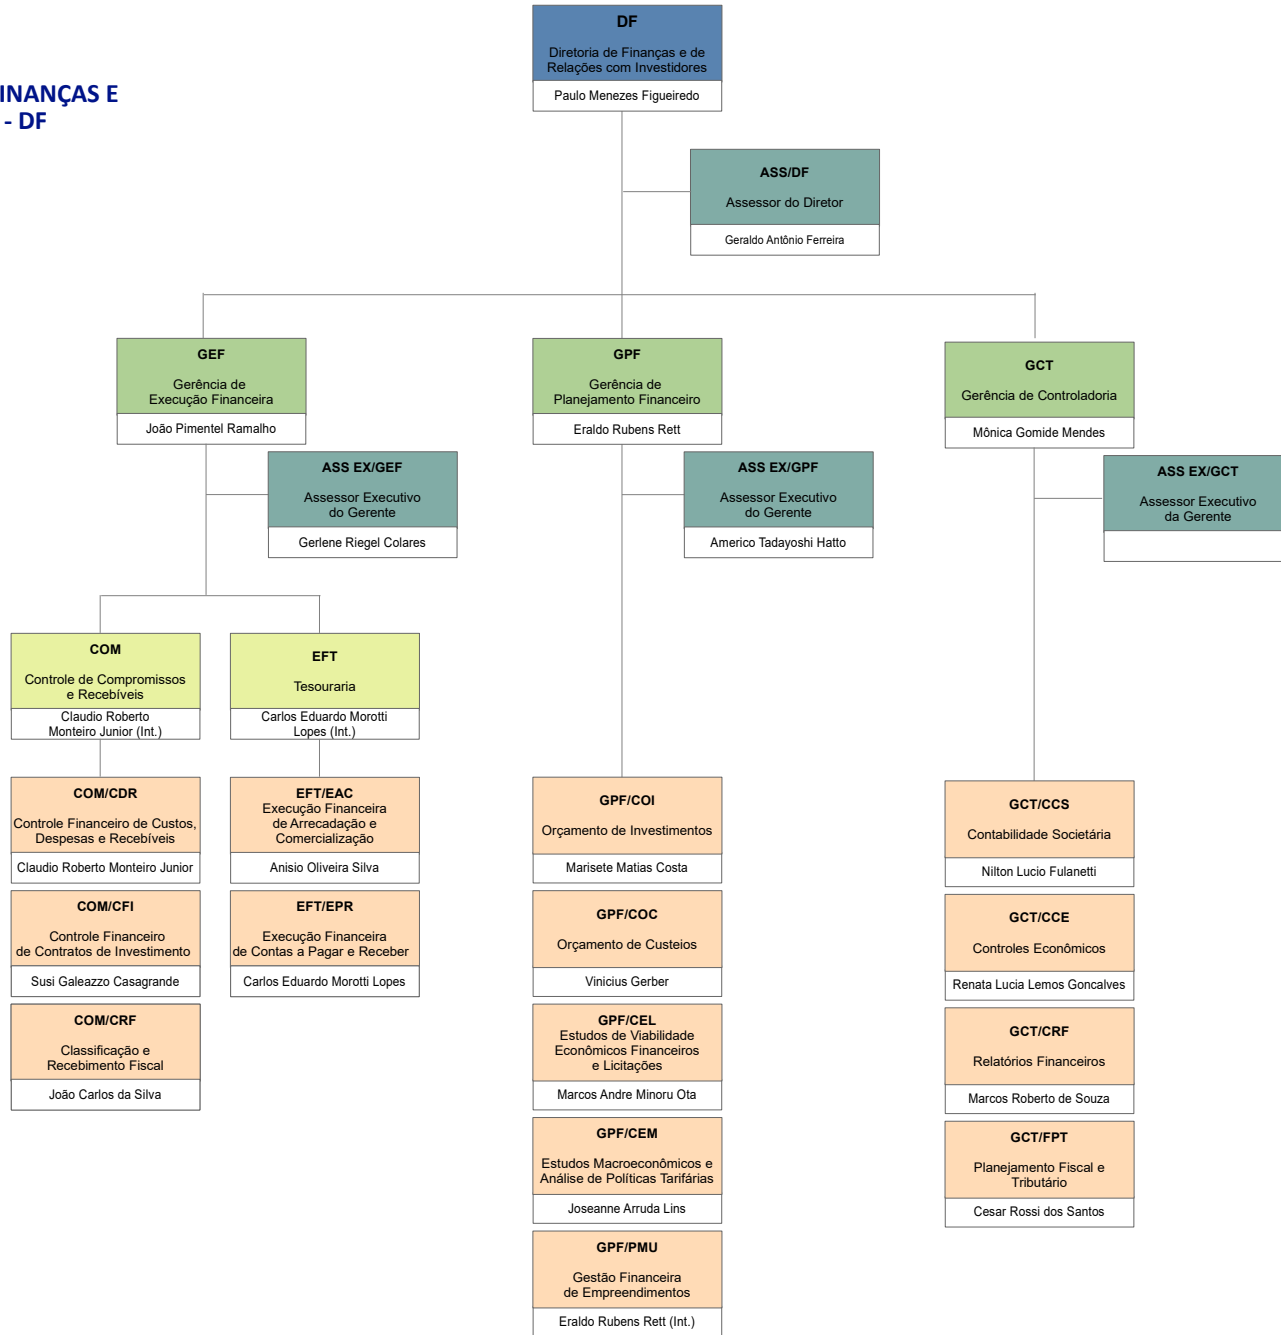 INANÇAS E
- DF
DF
Diretoria de Finanças e de
Relações com Investidores
Paulo Menezes Figueiredo
ASS/DF
Assessor do Diretor
Geraldo Antônio Ferreira
GEF
Gerência de
Execução Financeira
João Pimentel Ramalho
GPF
Gerência de
Planejamento Financeiro
Eraldo Rubens Rett
GCT
Gerência de Controladoria
Mônica Gomide Mendes
ASS EX/GEF
Assessor Executivo
do Gerente
Gerlene Riegel Colares
ASS EX/GPF
Assessor Executivo
do Gerente
Americo Tadayoshi Hatto
ASS EX/GCT
Assessor Executivo
da Gerente
COM
Controle de Compromissos
e Recebíveis
Claudio Roberto
Monteiro Junior (Int.)
EFT
Tesouraria
Carlos Eduardo Morotti
Lopes (Int.)
COM/CDR
Controle Financeiro de Custos,
Despesas e Recebíveis
Claudio Roberto Monteiro Junior
COM/CFI
Controle Financeiro
de Contratos de Investimento
Susi Galeazzo Casagrande
COM/CRF
Classificação e
Recebimento Fiscal
João Carlos da Silva
EFT/EAC
Execução Financeira
de Arrecadação e
Comercialização
Anisio Oliveira Silva
EFT/EPR
Execução Financeira
de Contas a Pagar e Receber
Carlos Eduardo Morotti Lopes
GPF/COI
Orçamento de Investimentos
Marisete Matias Costa
GPF/COC
Orçamento de Custeios
Vinicius Gerber
GPF/CEL
Estudos de Viabilidade
Econômicos Financeiros
e Licitações
Marcos Andre Minoru Ota
GPF/CEM
Estudos Macroeconômicos e
Análise de Políticas Tarifárias
Joseanne Arruda Lins
GPF/PMU
Gestão Financeira
de Empreendimentos
Eraldo Rubens Rett (Int.)
GCT/CCS
Contabilidade Societária
Nilton Lucio Fulanetti
GCT/CCE
Controles Econômicos
Renata Lucia Lemos Goncalves
GCT/CRF
Relatórios Financeiros
Marcos Roberto de Souza
GCT/FPT
Planejamento Fiscal e
Tributário
Cesar Rossi dos Santos